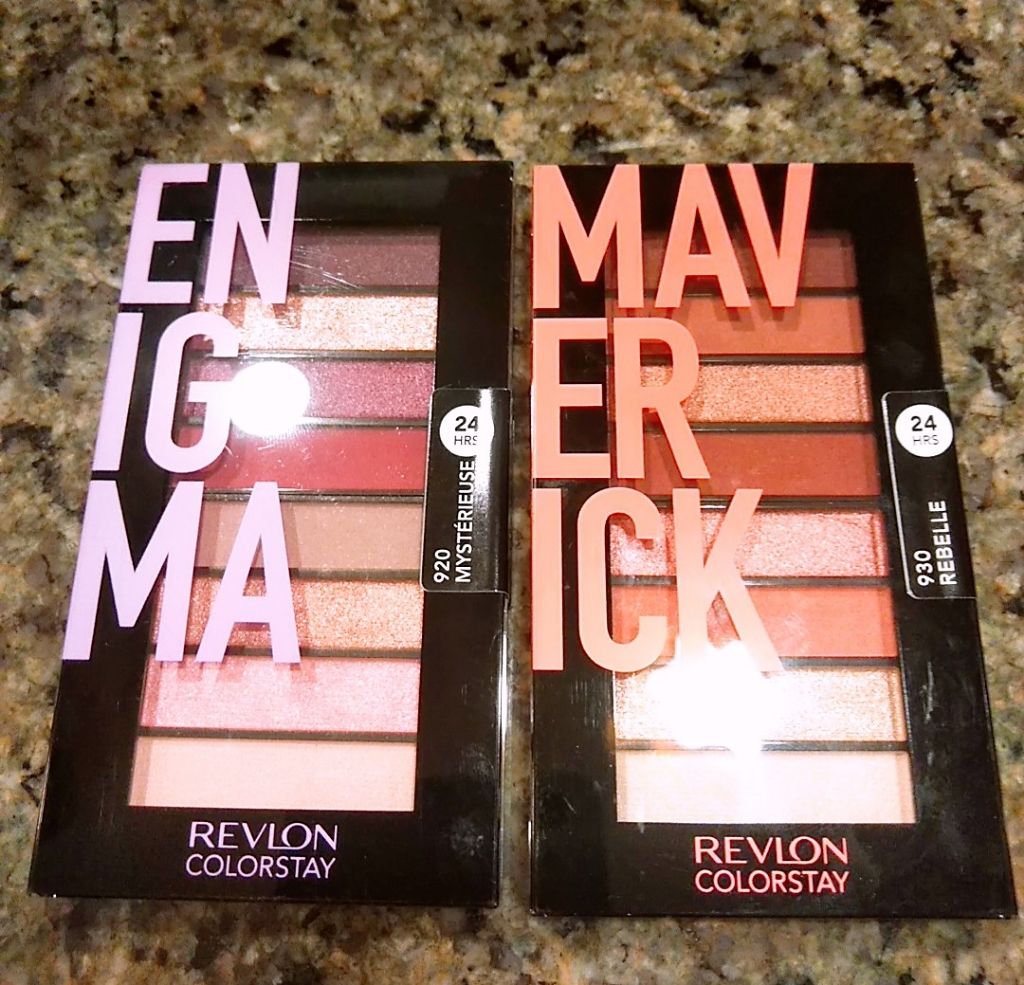 EN
IG
MA
24
HRS
920
MYSTÉRIEUSE
REVLON
COLORSTAY
MAV
ER
ICK
24
HRS
930
REBELLE
REVLON
COLORSTAY